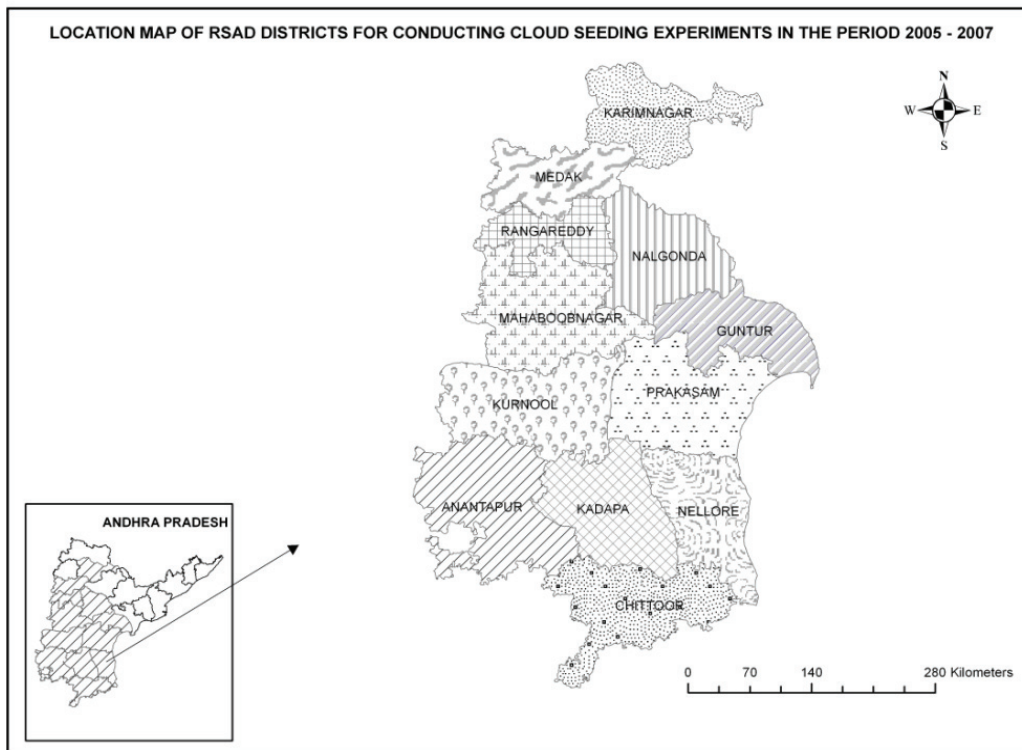 LOCATION MAP OF RSAD DISTRICTS FOR CONDUCTING CLOUD SEEDING EXPERIMENTS IN THE PERIOD 2005 - 2007
N
W E
S
KARIMNAGAR
MEDAK
RANGAREDDY
NALGONDA
MAHABOOBNAGAR
GUNTUR
PRAKASAM
KURNOOL
ANANTAPUR
KADAPA
NELLORE
CHITTOOR
ANDHRA PRADESH
0 70 140 280 Kilometers